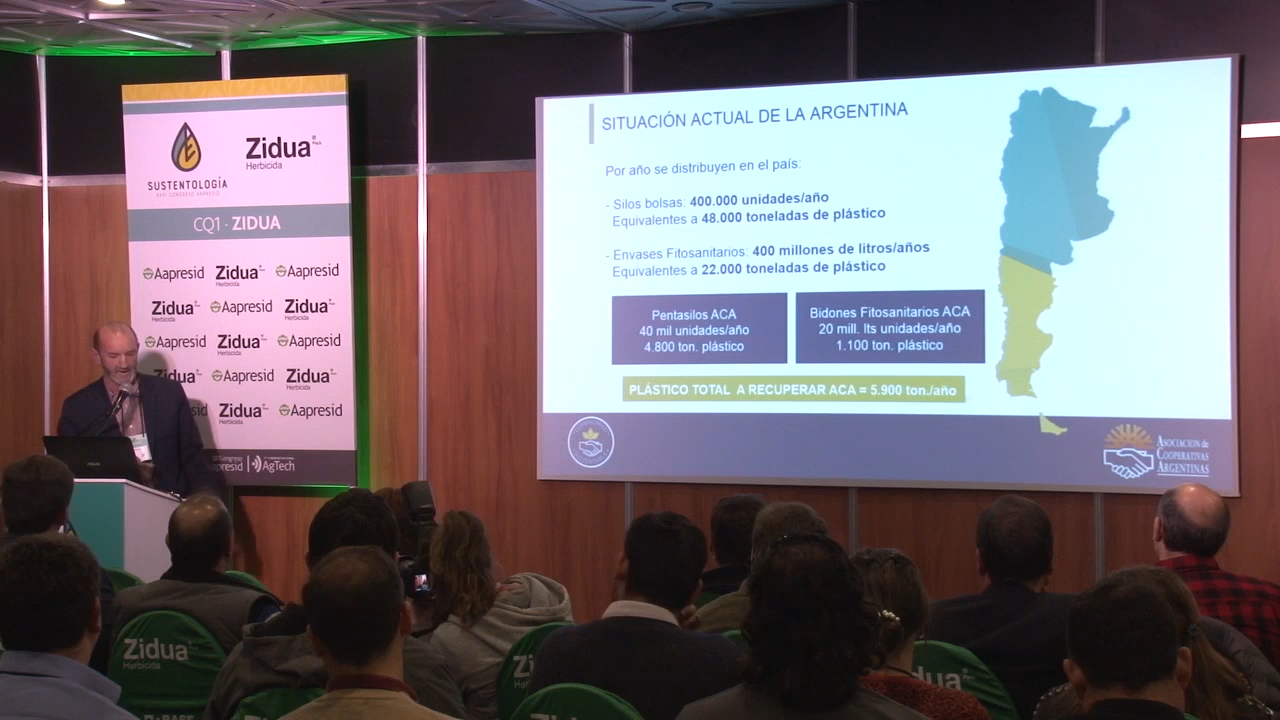 SUSTENTOLOGÍA
Zidua
Herbicida
CQ1 · ZIDUA
Aapresid Zidua Aapresid
Herbicida
Zidua Aapresid Zidua
Herbicida Herbicida
Aapresid Zidua Aapresid
Herbicida
Aapresid Zidua
Herbicida
Zidua Aapresid
Herbicida
AgTech
SITUACIÓN ACTUAL DE LA ARGENTINA
Por año se distribuyen en el país:
- Silos bolsas: 400.000 unidades/año
Equivalentes a 48.000 toneladas de plástico
- Envases Fitosanitarios: 400 millones de litros/años
Equivalentes a 22.000 toneladas de plástico
Pentasilos ACA
40 mil unidades/año
4.800 ton. plástico
Bidones Fitosanitarios ACA
20 mill. lts unidades/año
1.100 ton. plástico
PLÁSTICO TOTAL A RECUPERAR ACA = 5.900 ton./año
ASOCIACION de
COOPERATIVAS
ARGENTINAS
Zidua
Herbicida